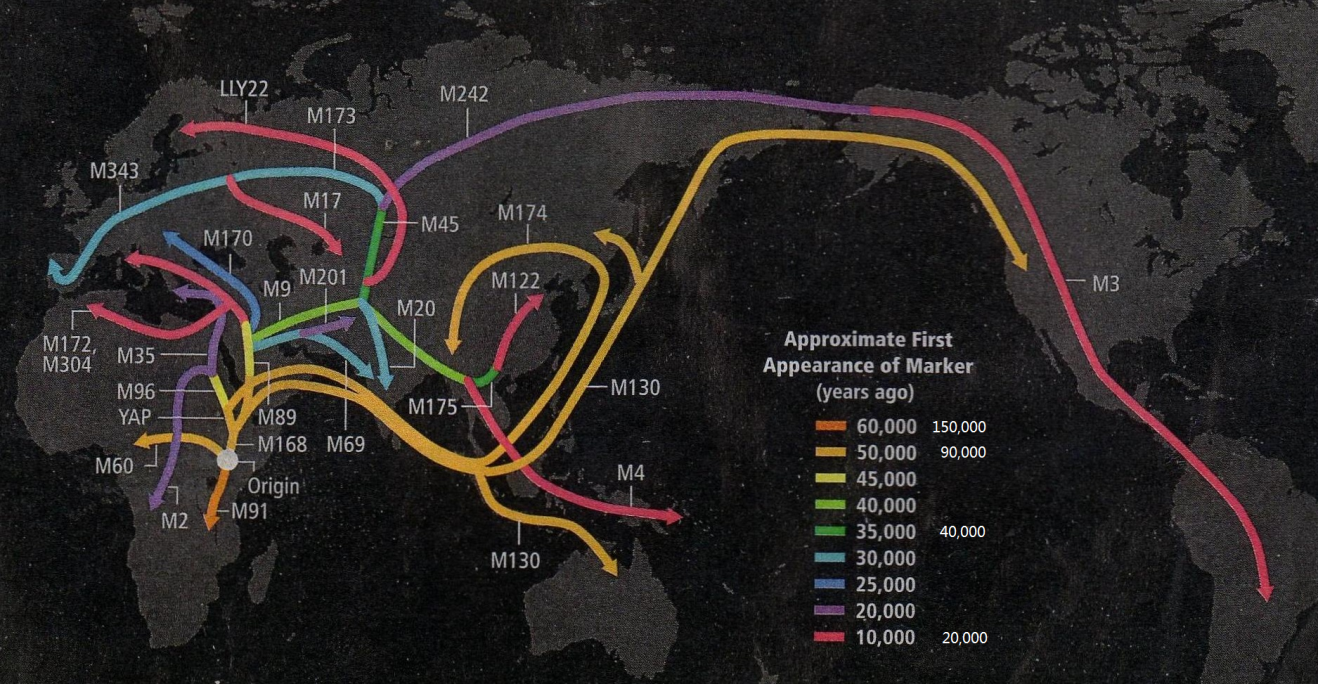 LLY22
M242
M173
M343
M17
M45
M174
M170
M201
M9
M122
M20
M3
M172,
M304
M35
M96
YAP
M89
M168
M60
Origin
M2
M91
M69
M175
M130
M4
M130
Approximate First
Appearance of Marker
(years ago)
60,000 150,000
50,000 90,000
45,000
40,000
35,000 40,000
30,000
25,000
20,000
10,000 20,000